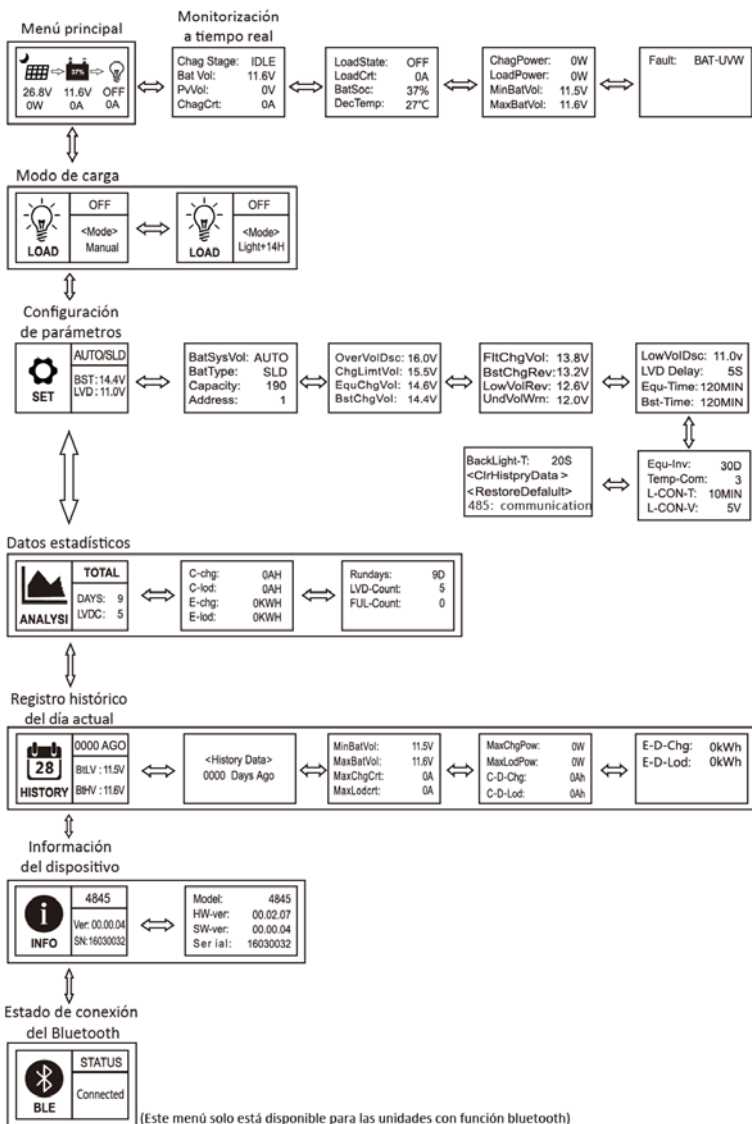 Menú principal
37%
26.8V 11.6V OFF
0W 0A 0A
Monitorización
a tiempo real
Chag Stage: IDLE
Bat Vol: 11.6V
PvVol: 0V
ChagCrt: 0A
LoadState: OFF
LoadCrt: 0A
BatSoc: 37%
DecTemp: 27℃
ChagPower: 0W
LoadPower: 0W
MinBatVol: 11.5V
MaxBatVol: 11.6V
Fault: BAT-UVW
Modo de carga
LOAD
OFF
<Mode>
Manual
LOAD
OFF
<Mode>
Light+14H
Configuración
de parámetros
SET
AUTO/SLD
BST:14.4V
LVD:11.0V
BatSysVol: AUTO
BatType: SLD
Capacity: 190
Address: 1
OverVolDsc: 16.0V
ChgLimtVol: 15.5V
EquChgVol: 14.6V
BstChgVol: 14.4V
FltChgVol: 13.8V
BstChgRev:13.2V
LowVolRev: 12.6V
UndVolWrn: 12.0V
LowVolDsc: 11.0v
LVD Delay: 5S
Equ-Time: 120MIN
Bst-Time: 120MIN
Equ-Inv: 30D
Temp-Com: 3
L-CON-T: 10MIN
L-CON-V: 5V
BackLight-T: 20S
<ClrHistpryData >
<RestoreDefalult>
485: communication
Datos estadísticos
ANALYSI
TOTAL
DAYS: 9
LVDC: 5
C-chg: 0AH
C-lod: 0AH
E-chg: 0KWH
E-lod: 0KWH
Rundays: 9D
LVD-Count: 5
FUL-Count: 0
Registro histórico
del día actual
28
HISTORY
0000 AGO
BtLV : 11.5V
BtHV : 11.6V
<History Data>
0000 Days Ago
MinBatVol: 11.5V
MaxBatVol: 11.6V
MaxChgCrt: 0A
MaxLodcrt: 0A
MaxChgPow: 0W
MaxLodPow: 0W
C-D-Chg: 0Ah
C-D-Lod: 0Ah
E-D-Chg: 0kWh
E-D-Lod: 0kWh
Información
del dispositivo
i
INFO
4845
Ver: 00.00.04
SN:16030032
Model: 4845
HW-ver: 00.02.07
SW-ver: 00.00.04
Ser ial: 16030032
Estado de conexión
del Bluetooth
BLE
STATUS
Connected
(Este menú solo está disponible para las unidades con función bluetooth)